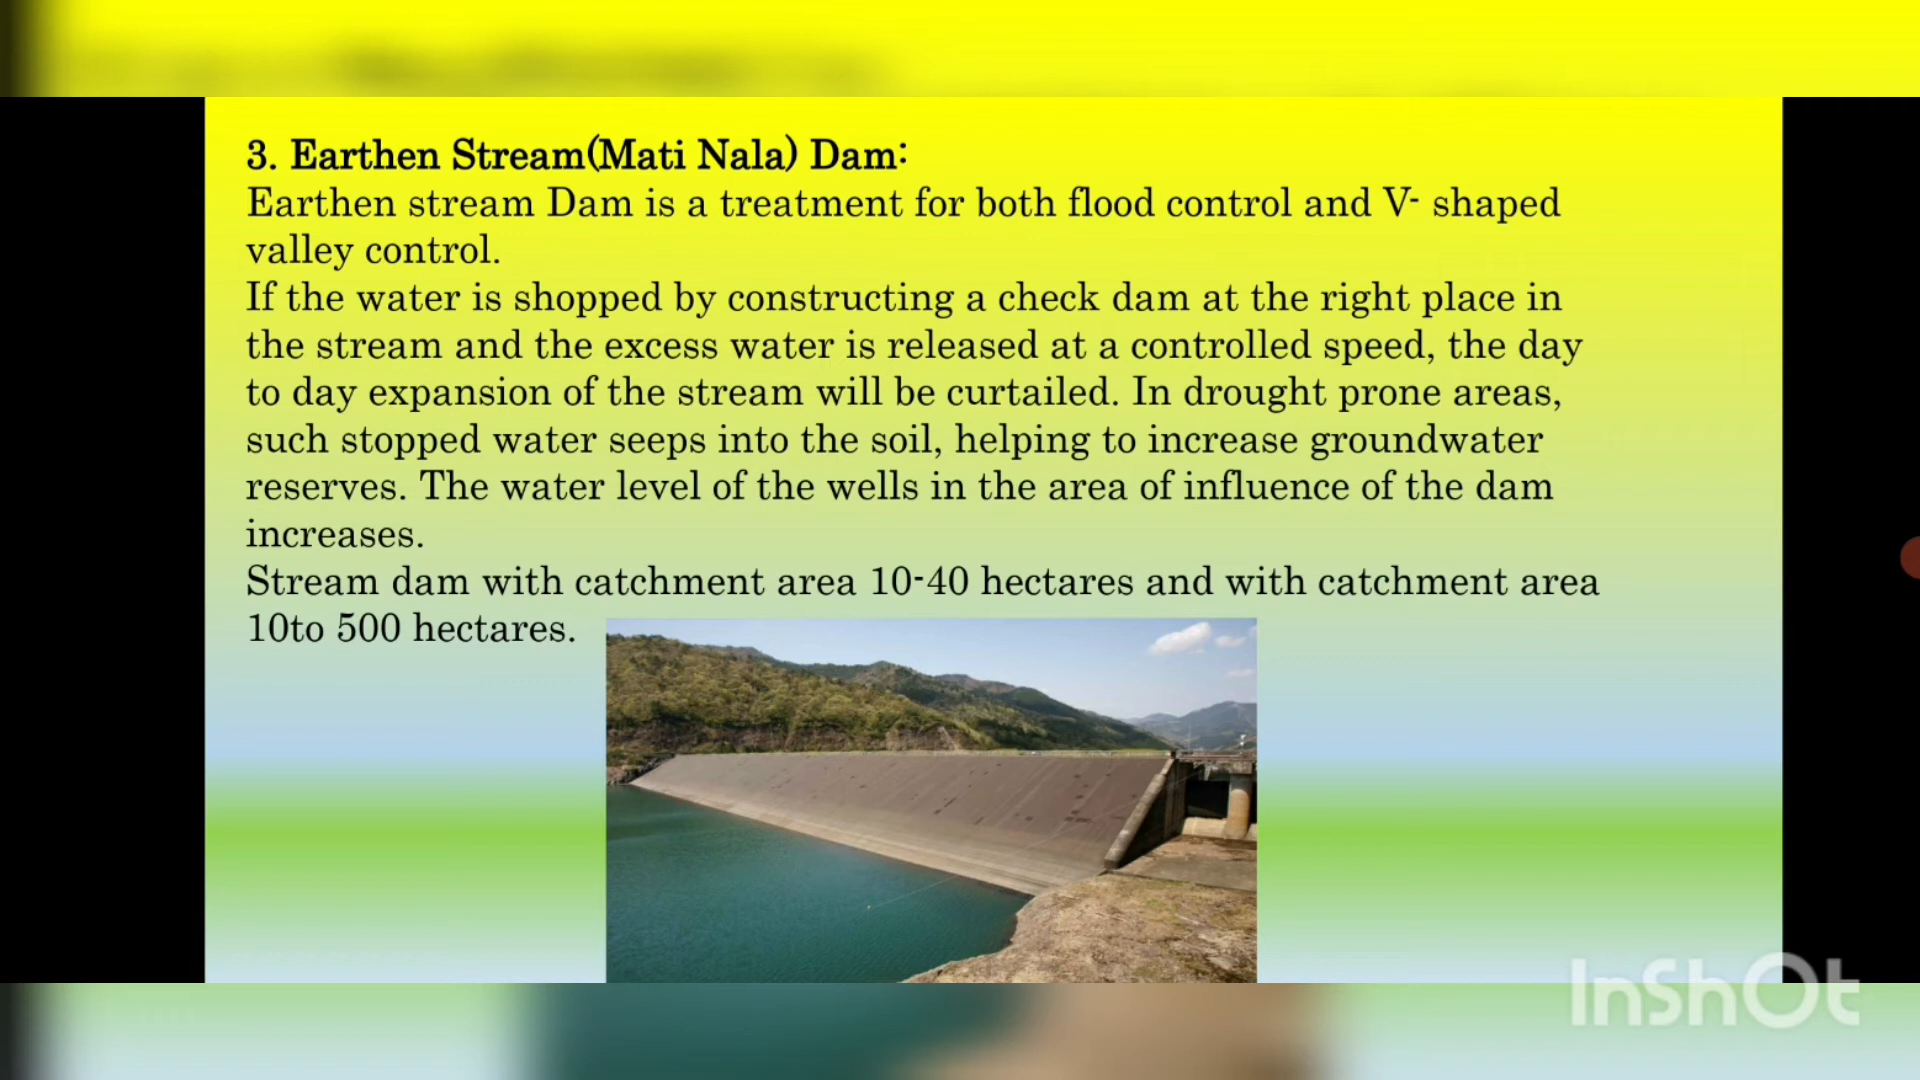 3. Earthen Stream(Mati Nala) Dam:
Earthen stream Dam is a treatment for both flood control and V- shaped
valley control.
If the water is shopped by constructing a check dam at the right place in
the stream and the excess water is released at a controlled speed, the day
to day expansion of the stream will be curtailed. In drought prone areas,
such stopped water seeps into the soil, helping to increase groundwater
reserves. The water level of the wells in the area of influence of the dam
increases.
Stream dam with catchment area 10-40 hectares and with catchment area
10to 500 hectares.
InShOt